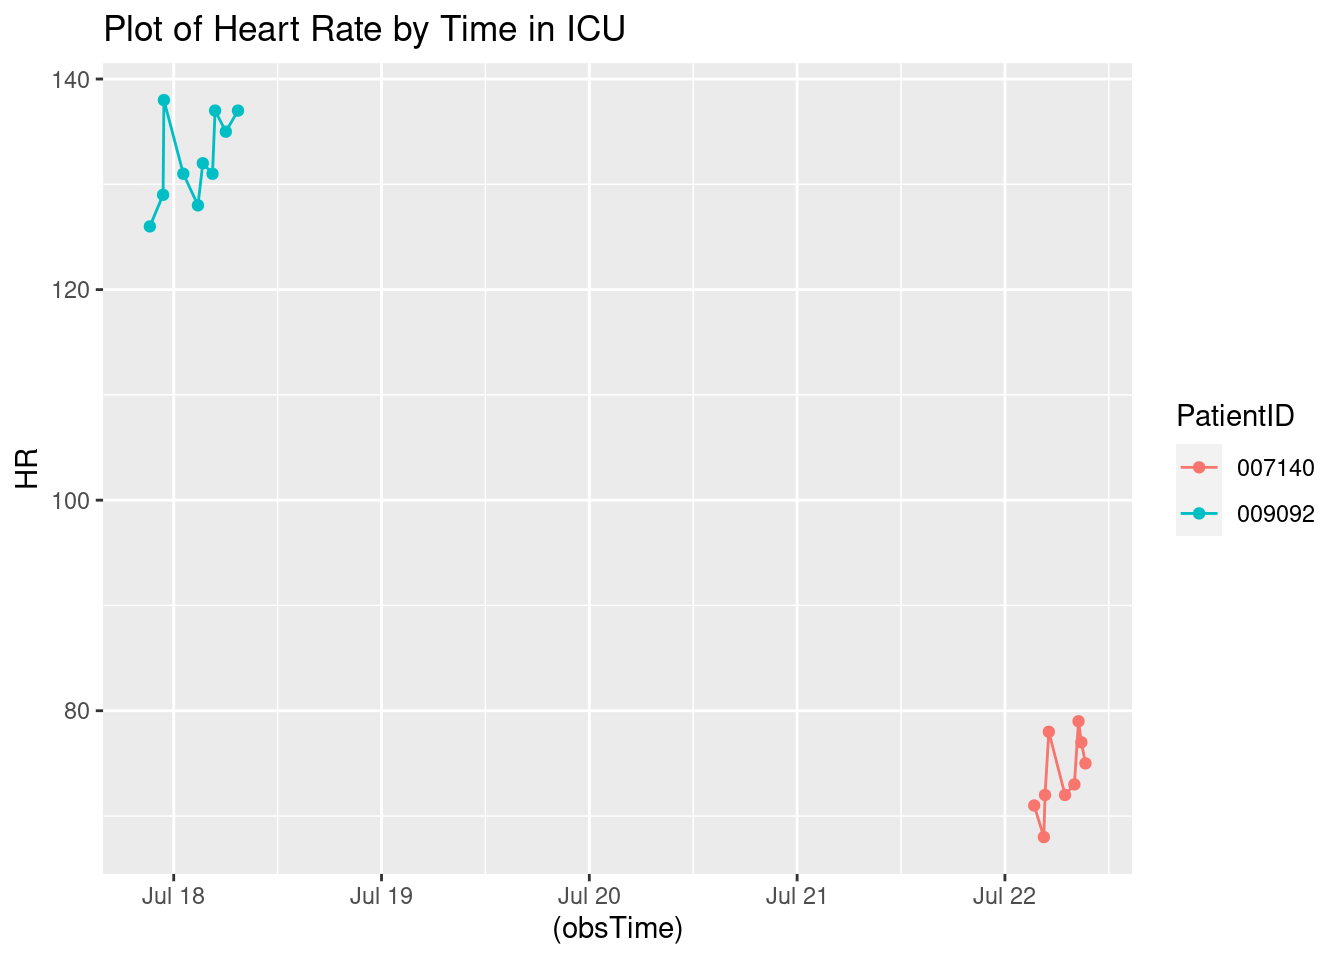 Plot of Heart Rate by Time in ICU
140
120
100
80
HR
Jul 18 Jul 19 Jul 20 Jul 21 Jul 22
(obsTime)
PatientID
007140
009092